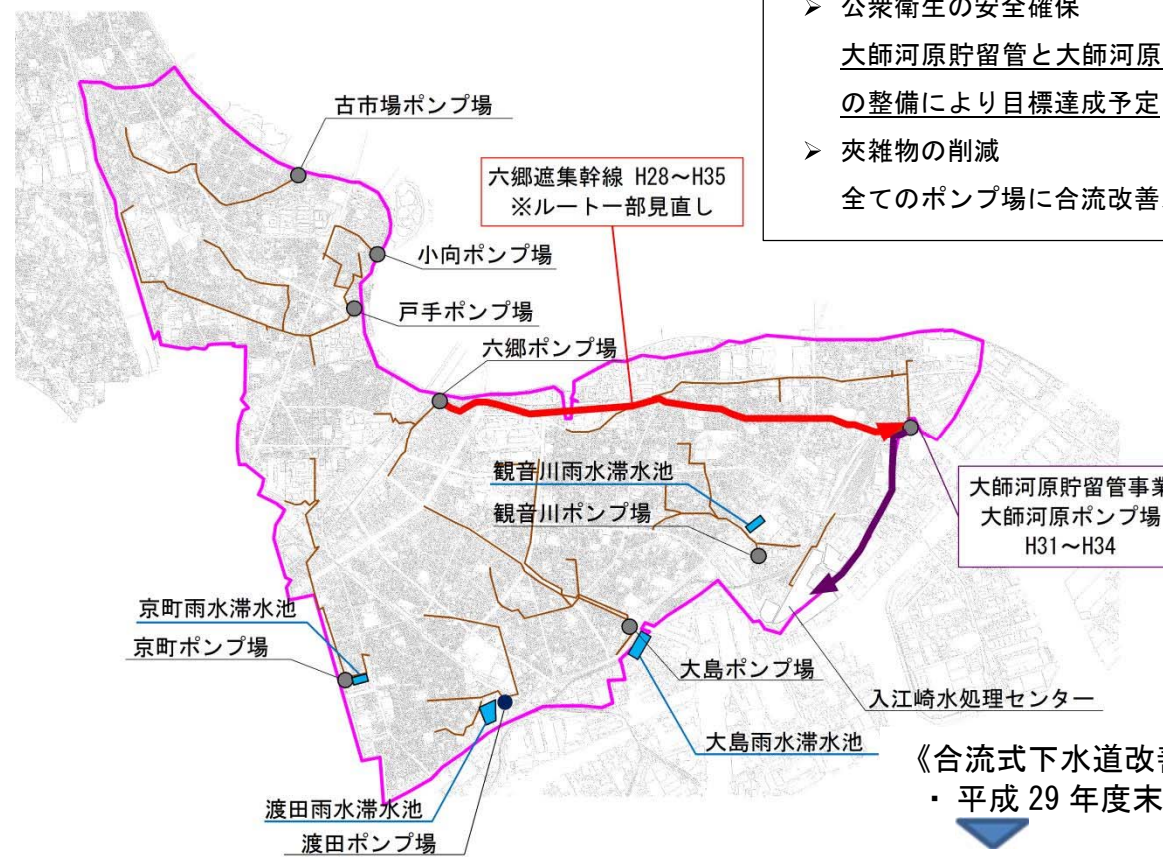 公衆衛生の安全確保
大師河原貯留管と大師河原
の整備により目標達成予定
夾雑物の削減
全てのポンプ場に合流改善
古市場ポンプ場
六郷遮集幹線 H28～H35
※ルート一部見直し
小向ポンプ場
戸手ポンプ場
六郷ポンプ場
観音川雨水滞水池
観音川ポンプ場
大師河原貯留管事業
大師河原ポンプ場
H31～H34
京町雨水滞水池
京町ポンプ場
大島ポンプ場
入江崎水処理センター
大島雨水滞水池
渡田雨水滞水池
渡田ポンプ場
《合流式下水道改善
・ 平成 29 年度末